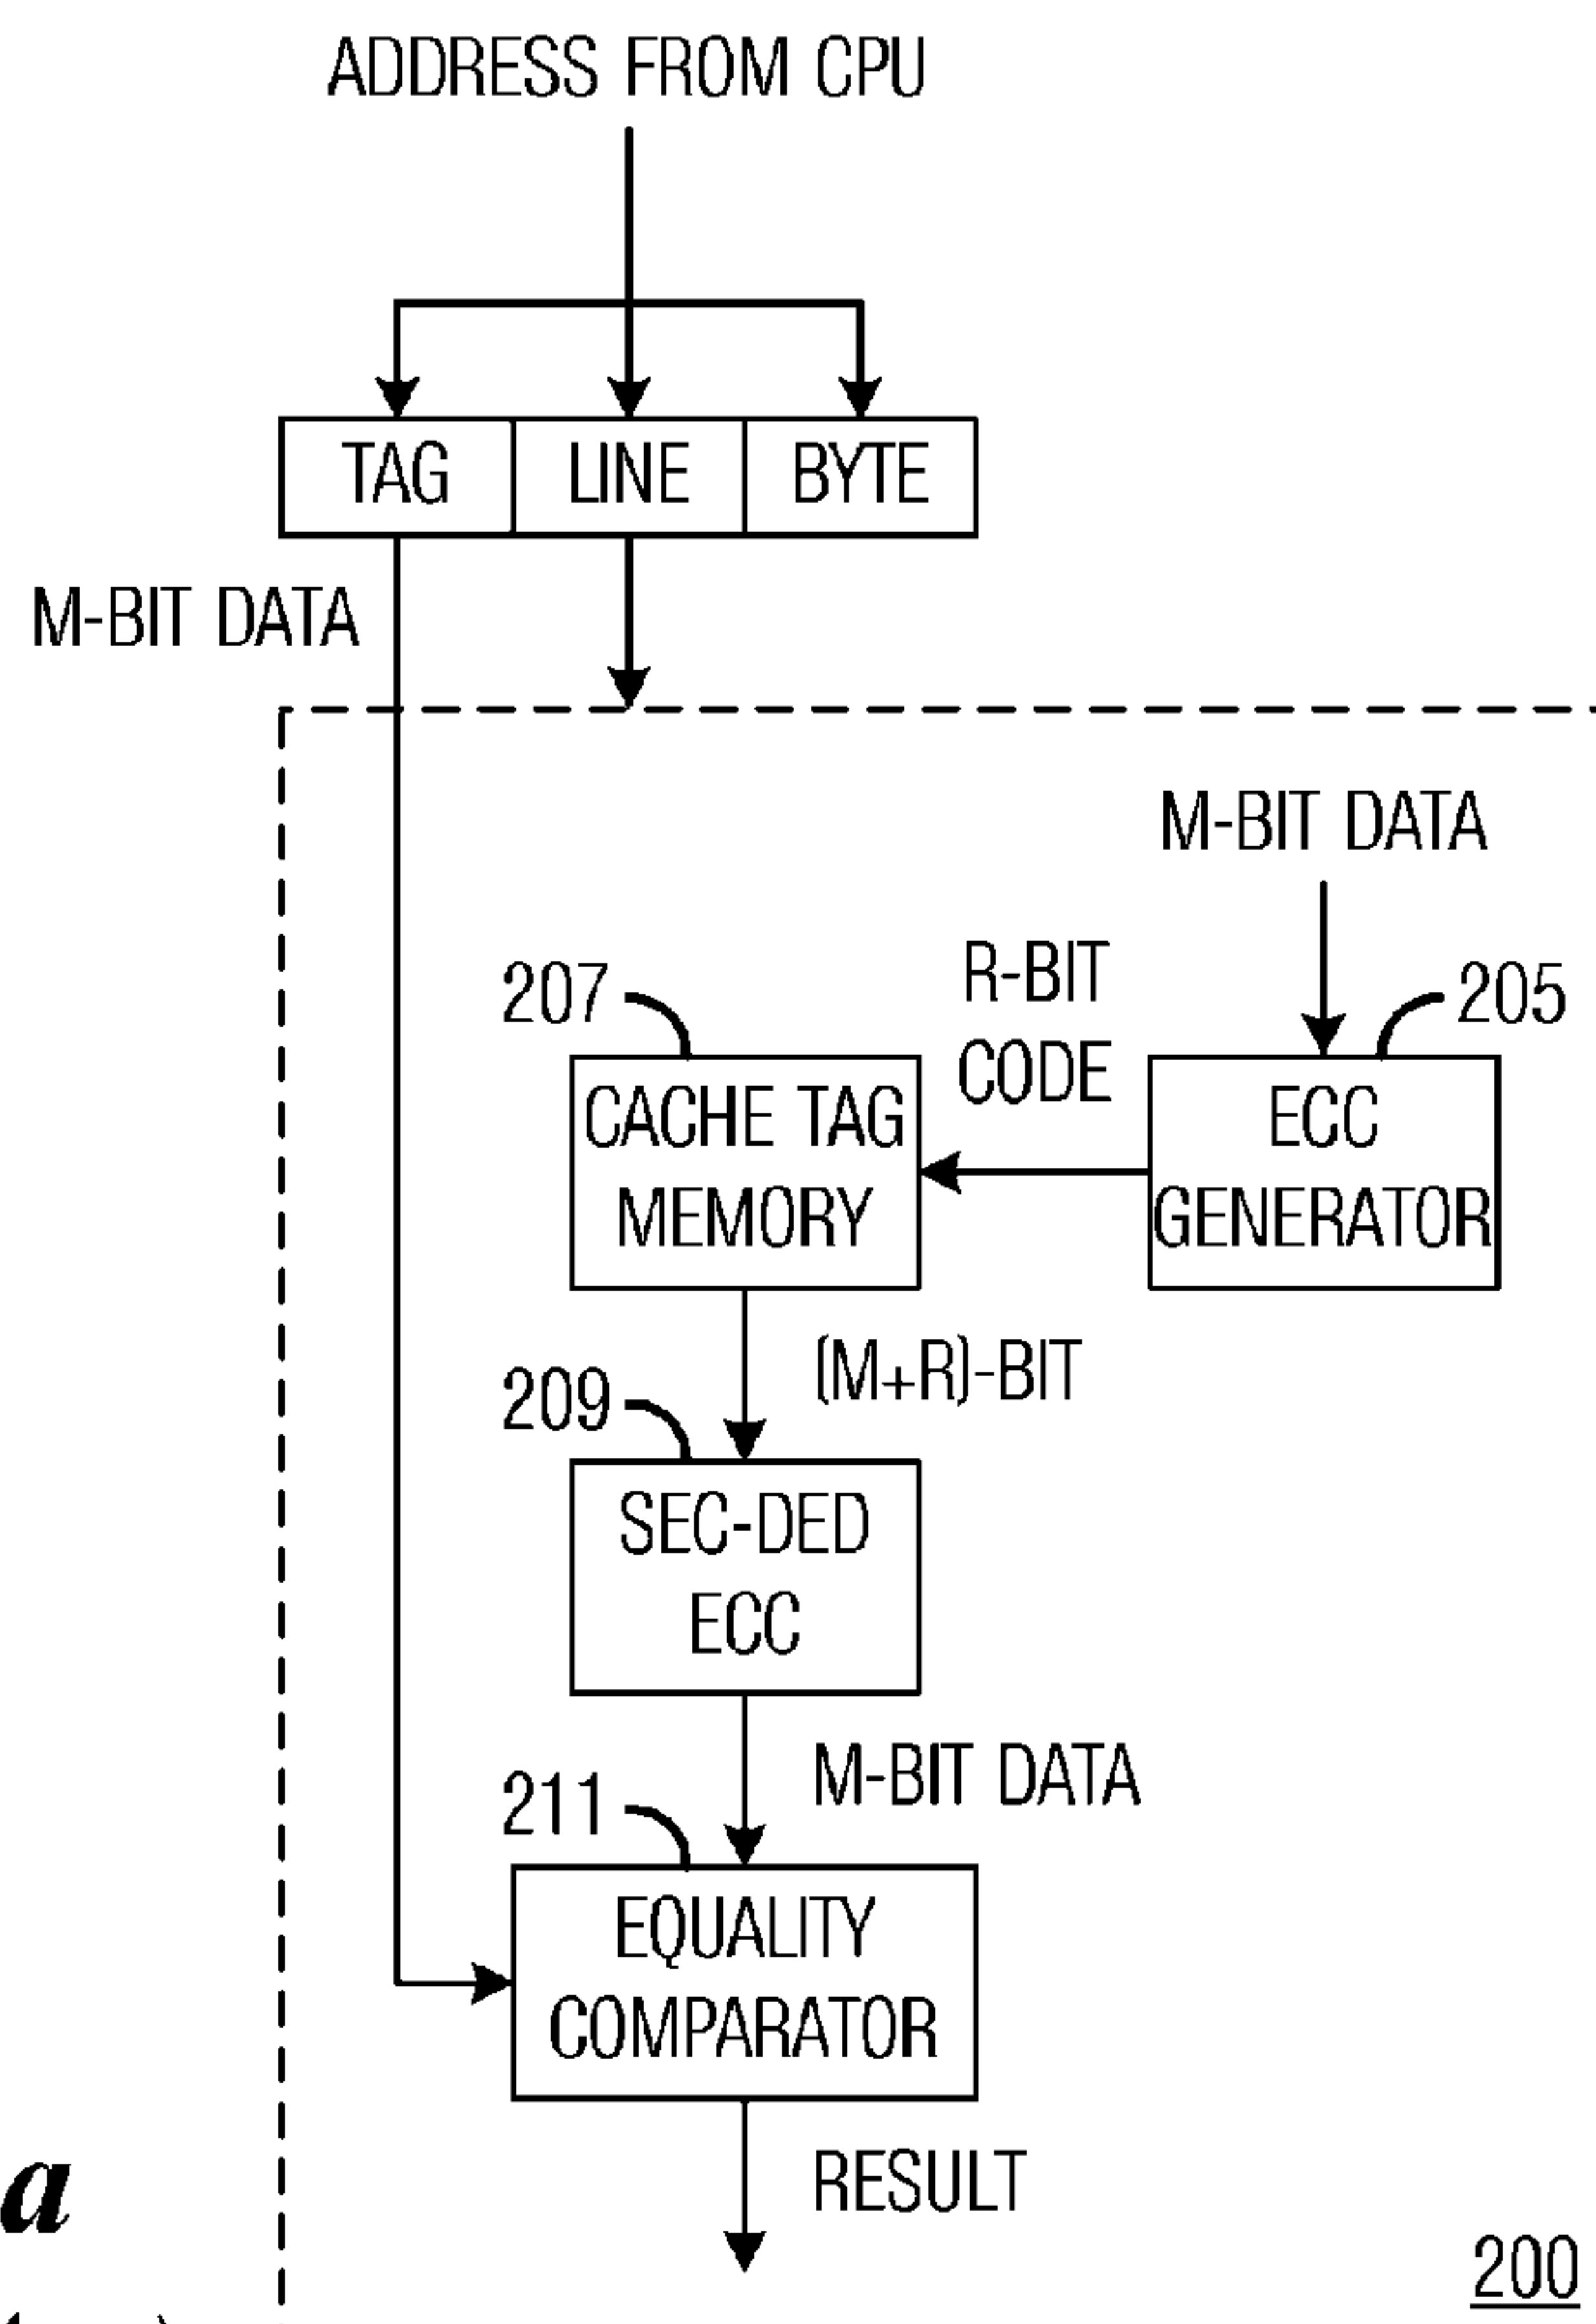 ADDRESS FROM CPU
TAG LINE BYTE
M-BIT DATA
M-BIT DATA
R-BIT
CODE
207
205
CACHE TAG
MEMORY
ECC
GENERATOR
(M+R)-BIT
209
SEC-DED
ECC
M-BIT DATA
211
EQUALITY
COMPARATOR
RESULT
a
200